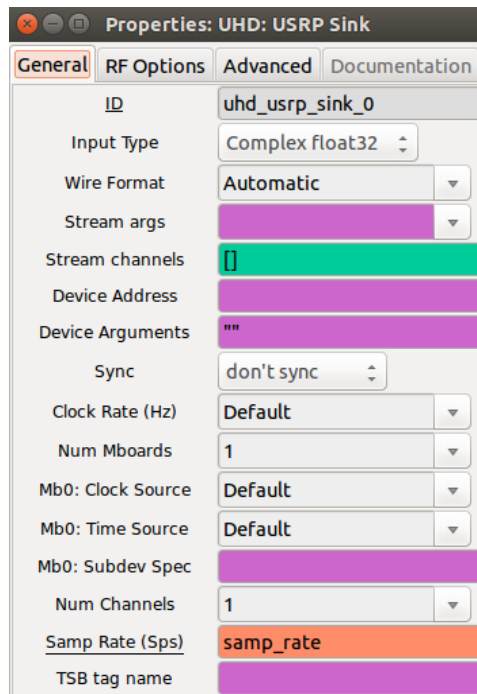 Properties: UHD: USRP Sink
General RF Options Advanced Documentation
ID uhd_usrp_sink_0
Input Type Complex float32
Wire Format Automatic
Stream args
Stream channels []
Device Address
Device Arguments ""
Sync don't sync
Clock Rate (Hz) Default
Num Mboards 1
Mb0: Clock Source Default
Mb0: Time Source Default
Mb0: Subdev Spec
Num Channels 1
Samp Rate (Sps) samp_rate
TSB tag name